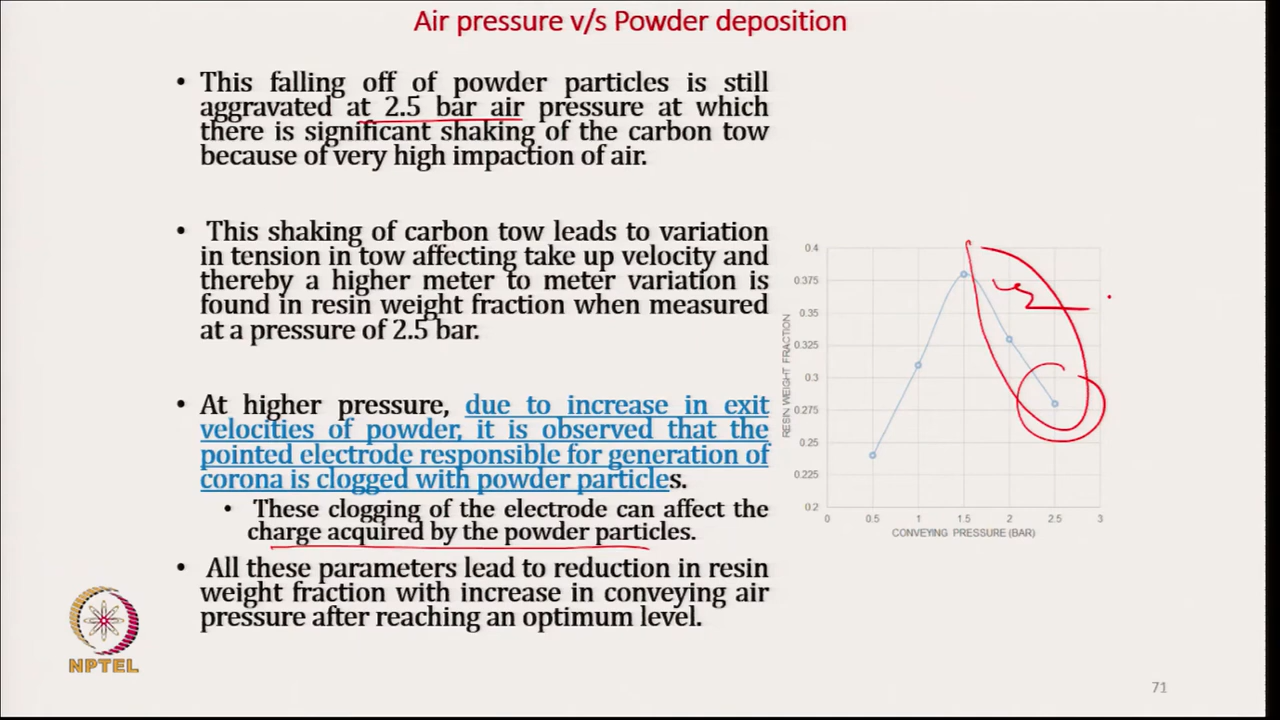 Air pressure v/s Powder deposition
• This falling off of powder particles is still
aggravated at 2.5 bar air pressure at which
there is significant shaking of the carbon tow
because of very high impaction of air.
• This shaking of carbon tow leads to variation
in tension in tow affecting take up velocity and
thereby a higher meter to meter variation is
found in resin weight fraction when measured
at a pressure of 2.5 bar.
• At higher pressure, due to increase in exit
velocities of powder, it is observed that the
pointed electrode responsible for generation of
corona is clogged with powder particles.
• These clogging of the electrode can affect the
charge acquired by the powder particles.
• All these parameters lead to reduction in resin
weight fraction with increase in conveying air
pressure after reaching an optimum level.
RESIN WEIGHT FRACTION
0.4
0.375
0.35
0.325
0.3
0.275
0.25
0.225
0.2
0 0.5 1 1.5 2 2.5 3
CONVEYING PRESSURE (BAR)
NPTEL
71